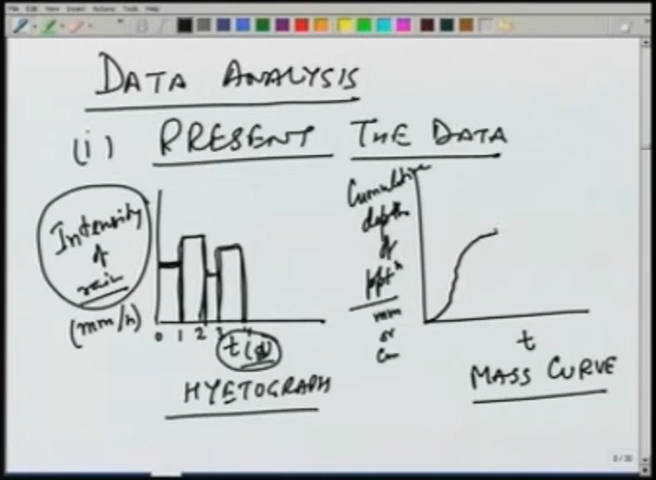 DATA ANALYSIS
(i) PRESENT THE DATA
Intensity
of
rain
(mm/h)
0 1 2 3
HYETOGRAPH
Cumulative
depth
of
pptn
mm
or
cm
t
MASS CURVE